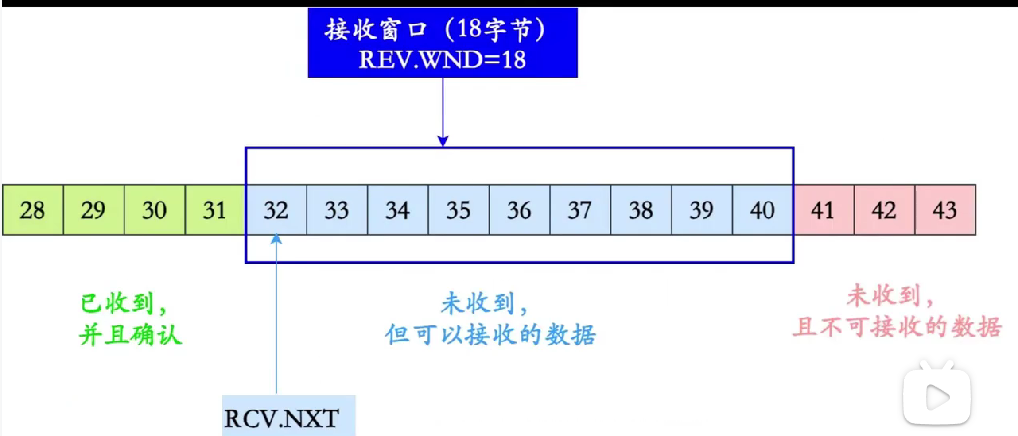 接收窗口（18字节）
REV.WND=18
28 29 30 31 32 33 34 35 36 37 38 39 40 41 42 43
已收到，
并且确认
未收到，
但可以接收的数据
未收到，
且不可接收的数据
RCV.NXT